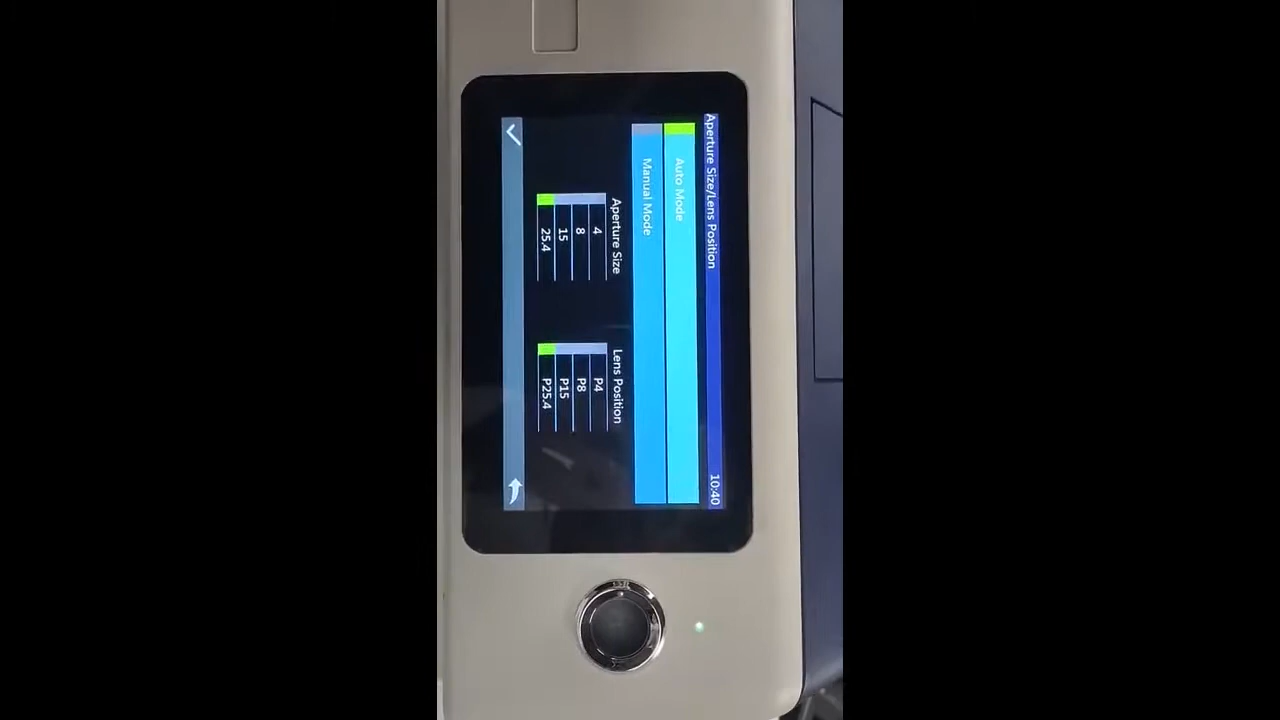 Aperture Size/Lens Position 10:40
Auto Mode
Manual Mode
Aperture Size
4
8
15
25.4
Lens Position
P4
P8
P15
P25.4